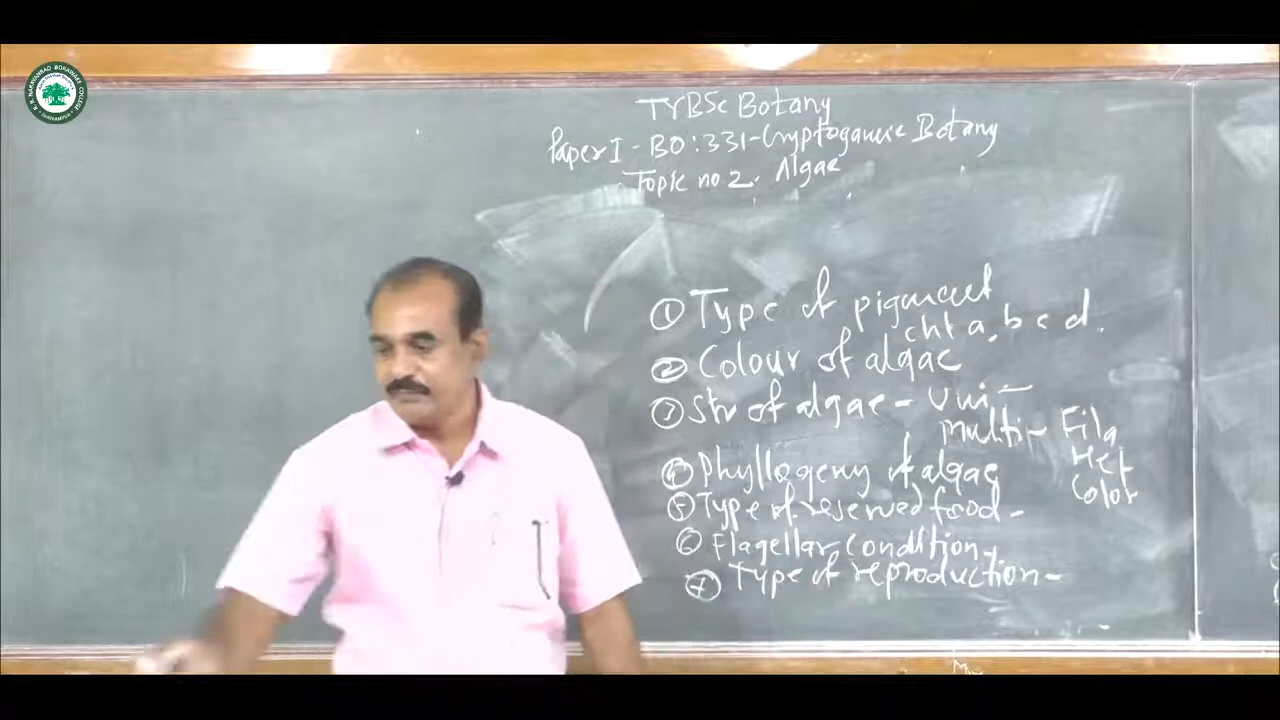 TYBSc Botany
Paper I - BO:331-Cryptogamic Botany
Topic no 2. Algae
① Type of pigment
chl a, b c d.
② Colour of algae
③ Str of algae - Uni -
multi - Fila
Het
Color
④ Phyllogeny of algae
⑤ Type of reserved food -
⑥ Flagellar condition -
⑦ Type of reproduction -